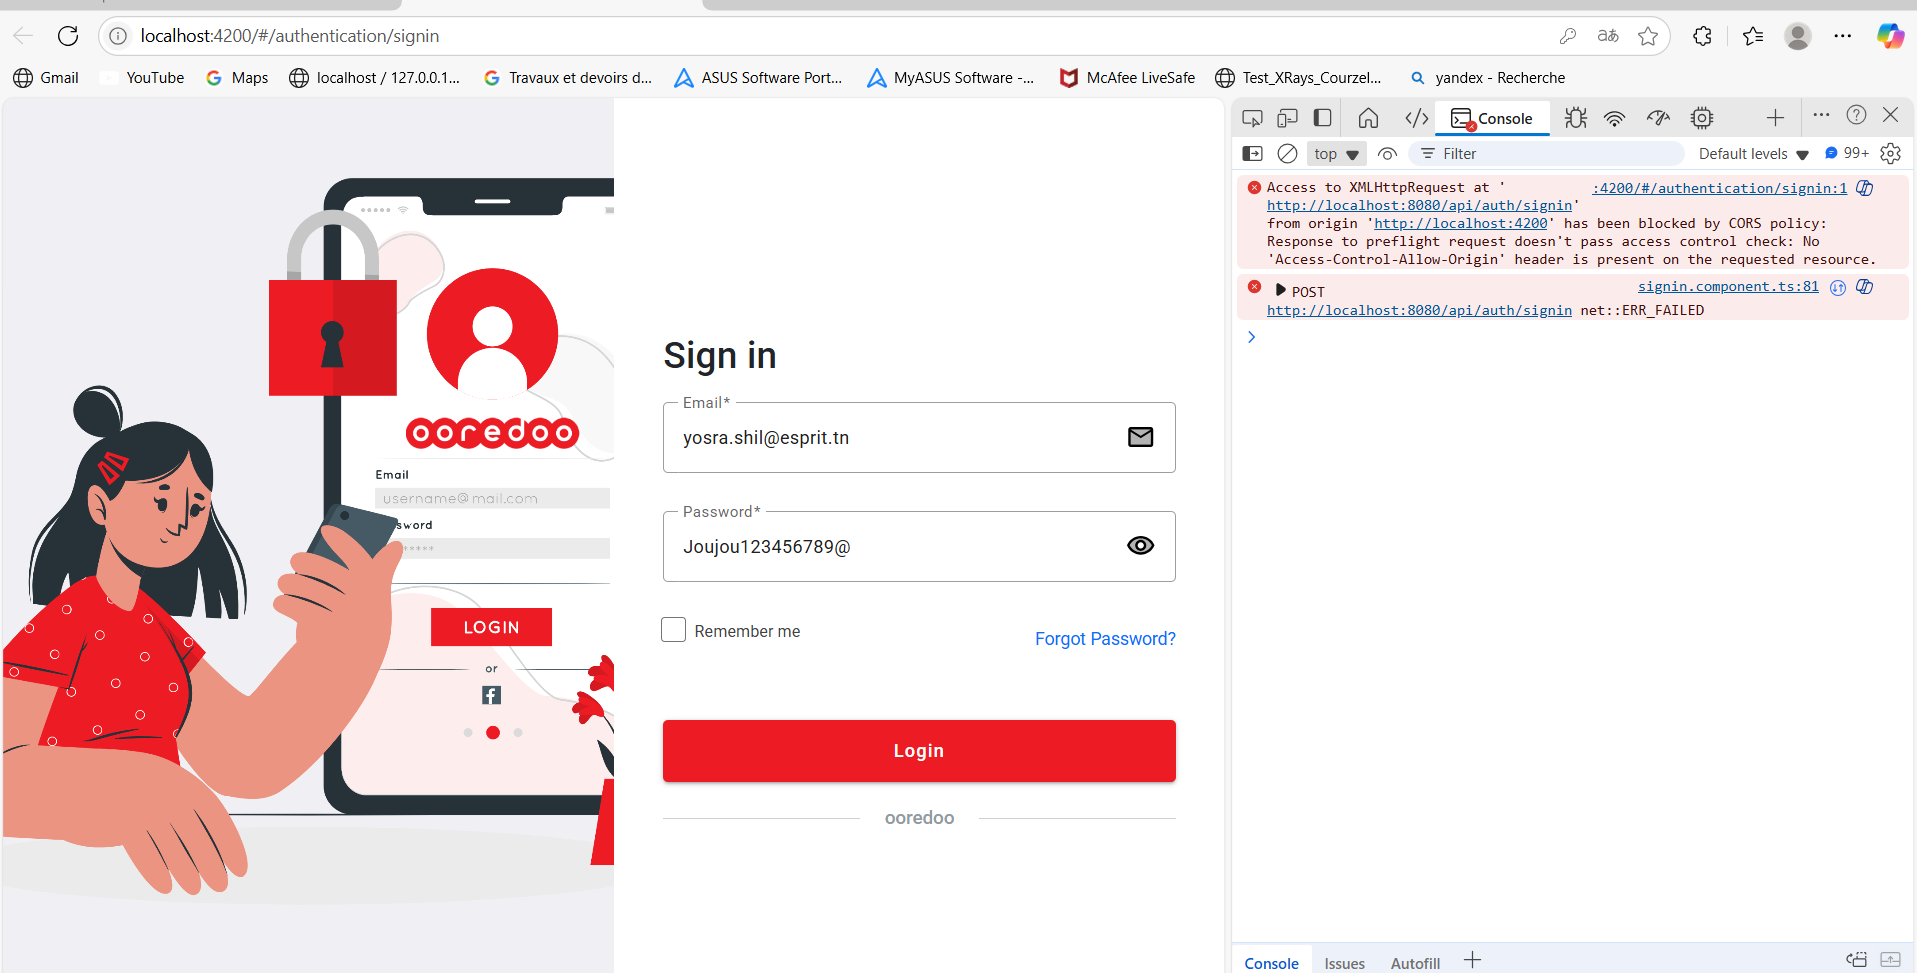 localhost:4200/#/authentication/signin
Gmail YouTube Maps localhost / 127.0.0.1... Travaux et devoirs d... ASUS Software Port... MyASUS Software -... McAfee LiveSafe Test_XRays_Courzel... yandex - Recherche
ooredoo
Email
username@mail.com
sword
LOGIN
or
Sign in
Email*
yosra.shil@esprit.tn
Password*
Joujou123456789@
Remember me
Forgot Password?
Login
ooredoo
Console
top Filter Default levels 99+
Access to XMLHttpRequest at ' :4200/#/authentication/signin:1
http://localhost:8080/api/auth/signin'
from origin 'http://localhost:4200' has been blocked by CORS policy:
Response to preflight request doesn't pass access control check: No
'Access-Control-Allow-Origin' header is present on the requested resource.
POST signin.component.ts:81
http://localhost:8080/api/auth/signin net::ERR_FAILED
Console Issues Autofill